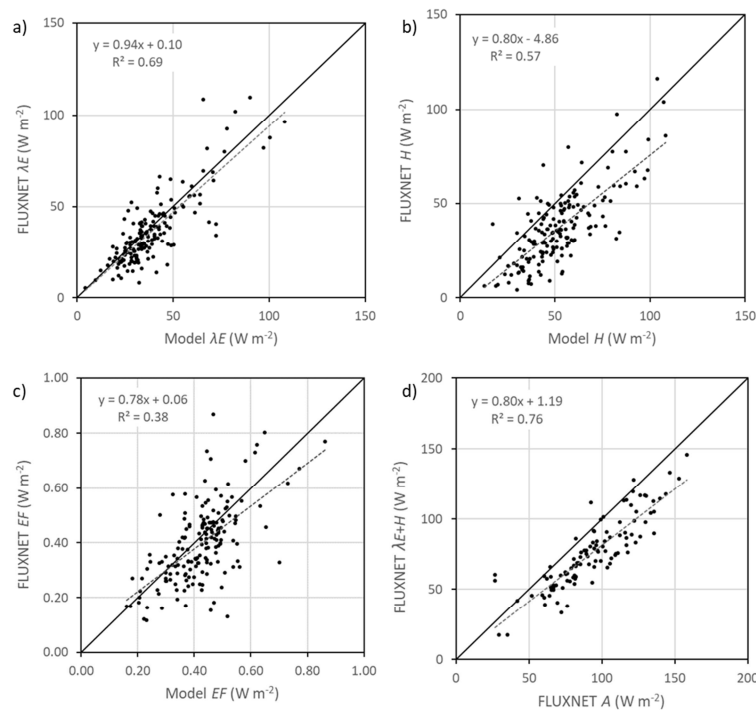 a)
y = 0.94x + 0.10
R² = 0.69
150
100
50
0
0 50 100 150
FLUXNET λE (W m⁻²)
Model λE (W m⁻²)
b)
y = 0.80x - 4.86
R² = 0.57
150
100
50
0
0 50 100 150
FLUXNET H (W m⁻²)
Model H (W m⁻²)
c)
y = 0.78x + 0.06
R² = 0.38
1.00
0.80
0.60
0.40
0.20
0.00
0.00 0.20 0.40 0.60 0.80 1.00
FLUXNET EF (W m⁻²)
Model EF (W m⁻²)
d)
y = 0.80x + 1.19
R² = 0.76
200
150
100
50
0
0 50 100 150 200
FLUXNET λE+H (W m⁻²)
FLUXNET A (W m⁻²)